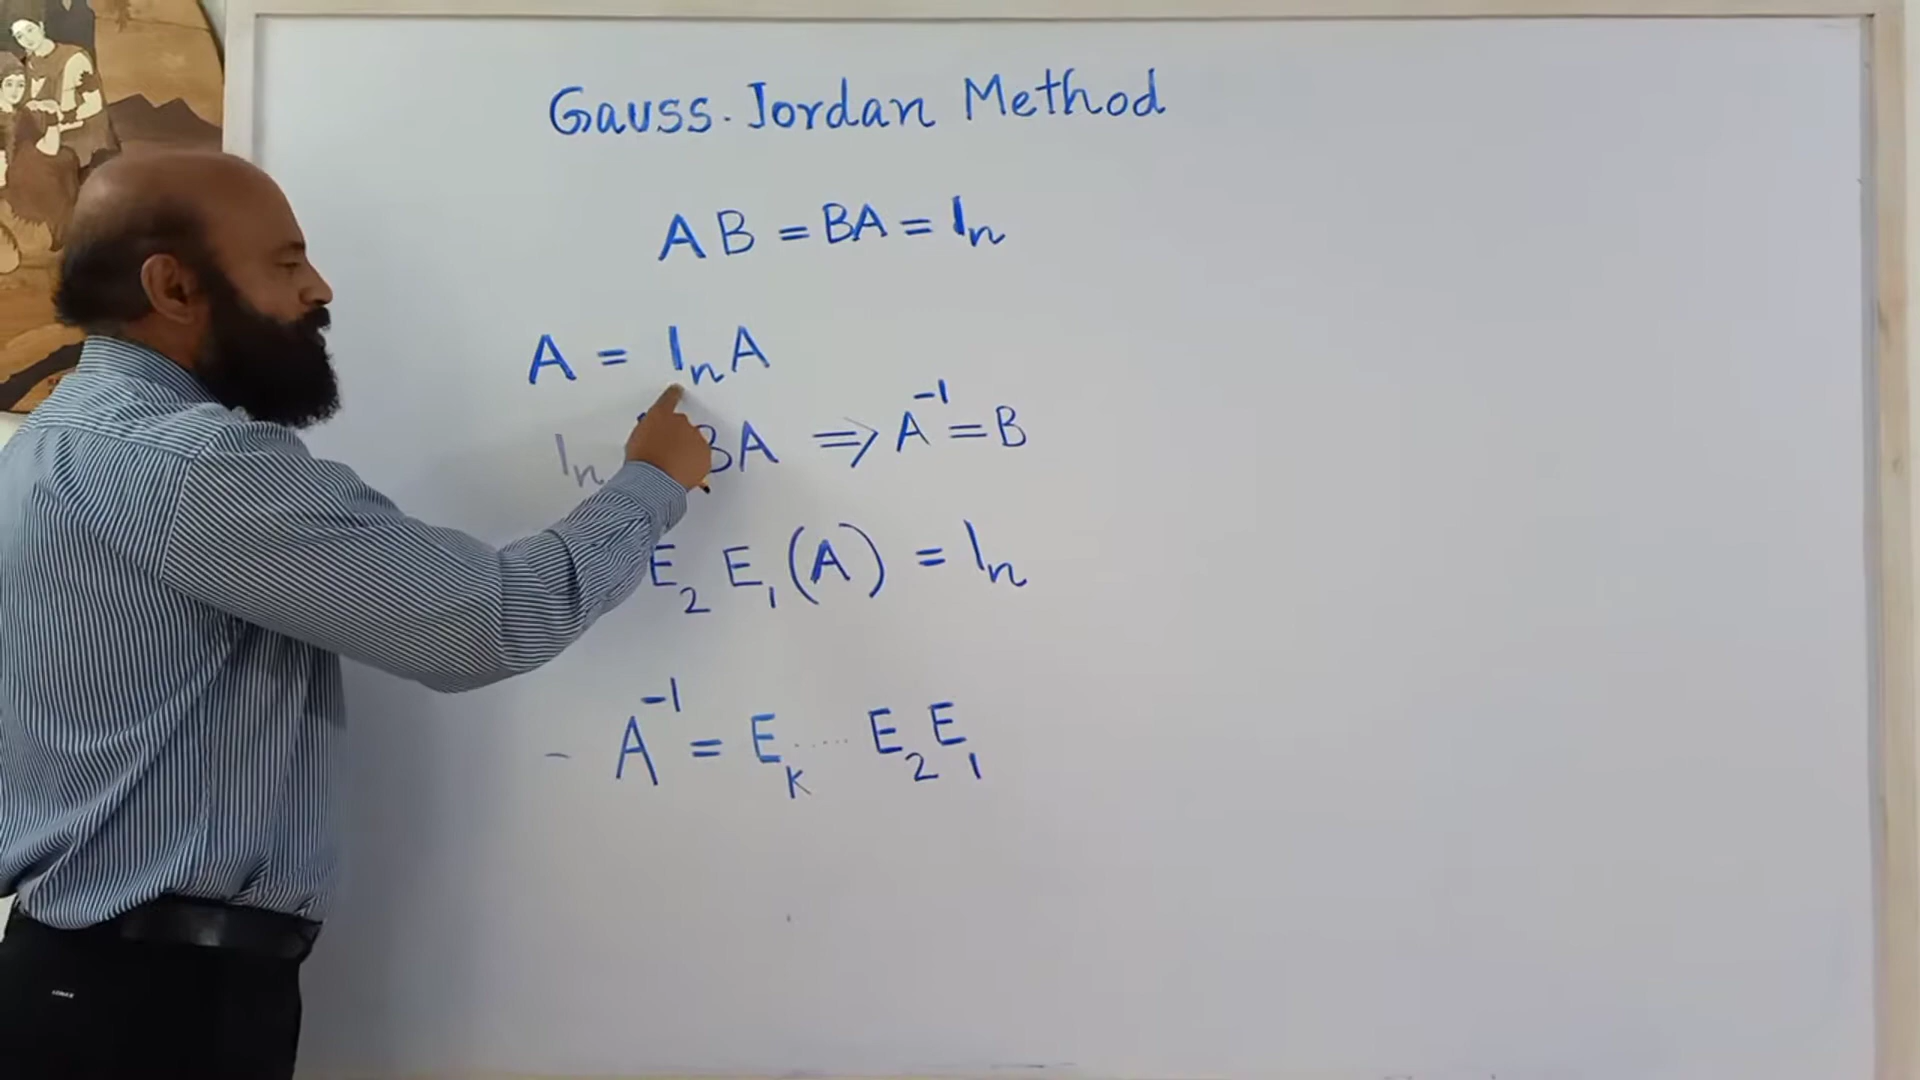 Gauss-Jordan Method
AB = BA = Iₙ
A = IₙA
Iₙ BA ⇒ A⁻¹ = B
E₂ E₁(A) = Iₙ
- A⁻¹ = Eₖ ..... E₂E₁